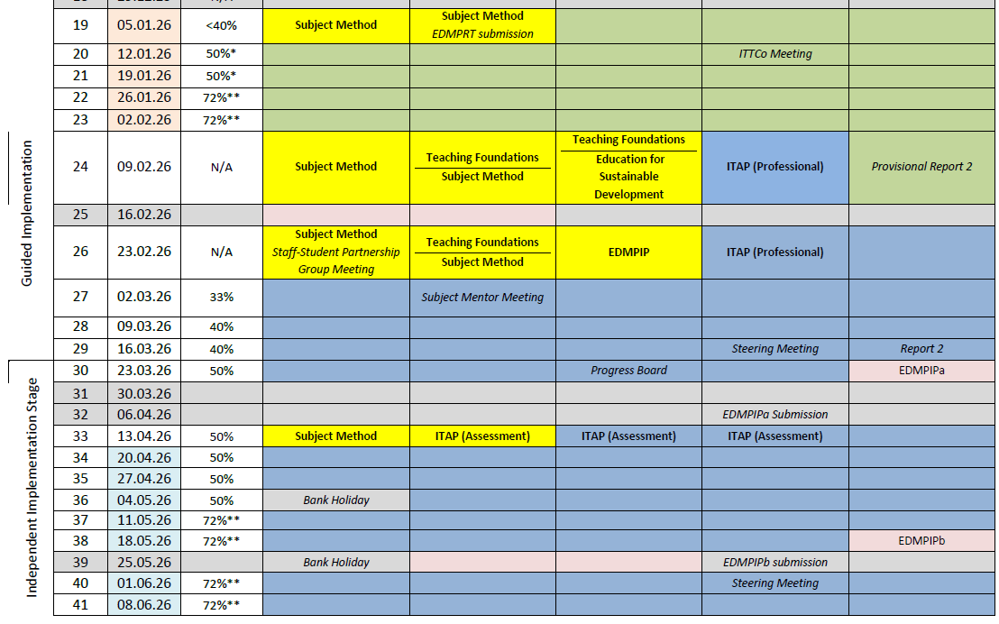 19 05.01.26 <40% Subject Method Subject Method
EDMPRT submission
20 12.01.26 50%* ITTCo Meeting
21 19.01.26 50%*
22 26.01.26 72%**
23 02.02.26 72%**
Guided Implementation
24 09.02.26 N/A Subject Method Teaching Foundations
Subject Method
Teaching Foundations
Education for
Sustainable
Development
ITAP (Professional) Provisional Report 2
25 16.02.26
26 23.02.26 N/A Subject Method
Staff-Student Partnership
Group Meeting
Teaching Foundations
Subject Method
EDMPIP ITAP (Professional)
27 02.03.26 33% Subject Mentor Meeting
28 09.03.26 40%
29 16.03.26 40% Steering Meeting Report 2
Independent Implementation Stage
30 23.03.26 50% Progress Board EDMPIPa
31 30.03.26
32 06.04.26 EDMPIPa Submission
33 13.04.26 50% Subject Method ITAP (Assessment) ITAP (Assessment) ITAP (Assessment)
34 20.04.26 50%
35 27.04.26 50%
36 04.05.26 50% Bank Holiday
37 11.05.26 72%**
38 18.05.26 72%** EDMPIPb
39 25.05.26 Bank Holiday EDMPIPb submission
40 01.06.26 72%** Steering Meeting
41 08.06.26 72%**